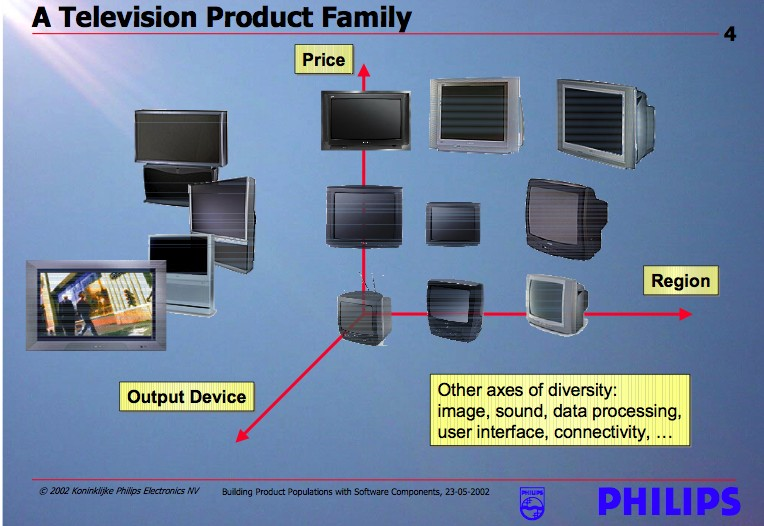 A Television Product Family
4
Price
Region
Output Device
Other axes of diversity:
image, sound, data processing,
user interface, connectivity, …
© 2002 Koninklijke Philips Electronics NV
Building Product Populations with Software Components, 23-05-2002
PHILIPS
PHILIPS